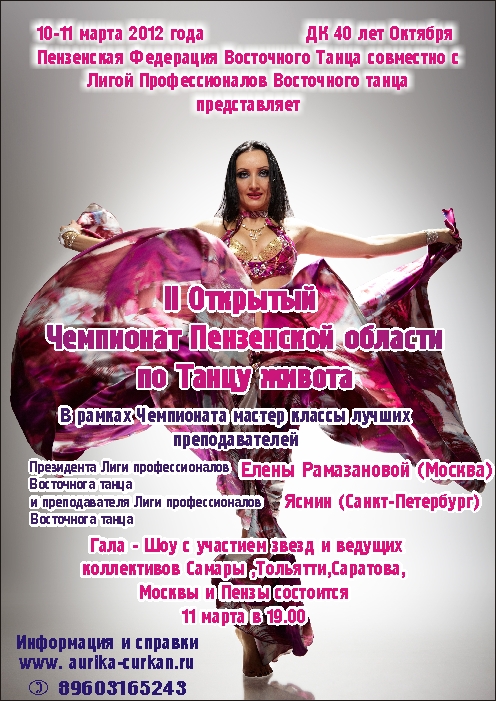 10-11 марта 2012 года ДК 40 лет Октября
Пензенская Федерация Восточного Танца совместно с
Лигой Профессионалов Восточного танца
представляет
II Открытый
Чемпионат Пензенской области
по Танцу живота
В рамках Чемпионата мастер классы лучших
преподавателей
Президента Лиги профессионалов Елены Рамазановой (Москва)
Восточнога танца
и преподавателя Лиги профессионалов Ясмин (Санкт-Петербург)
Восточнога танца
Гала - Шоу с участием звезд и ведущих
коллективов Самары ,Тольятти,Саратова,
Москвы и Пензы состоится
11 марта в 19.00
Информация и справки
www. aurika-curkan.ru
✆ 89603165243